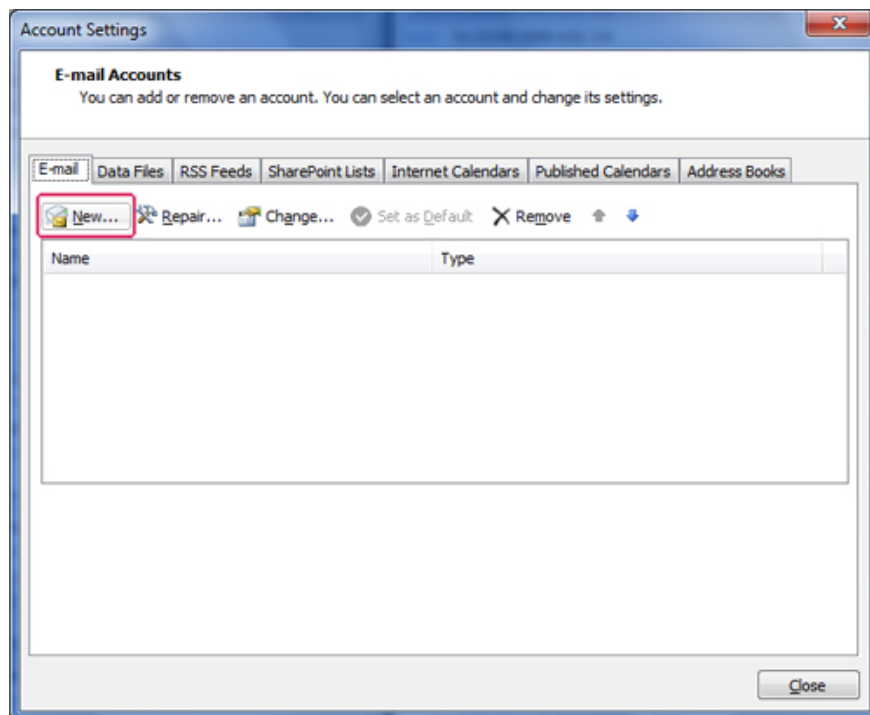 Account Settings
E-mail Accounts
You can add or remove an account. You can select an account and change its settings.
E-mail Data Files RSS Feeds SharePoint Lists Internet Calendars Published Calendars Address Books
New... Repair... Change... Set as Default Remove
Name Type
Close